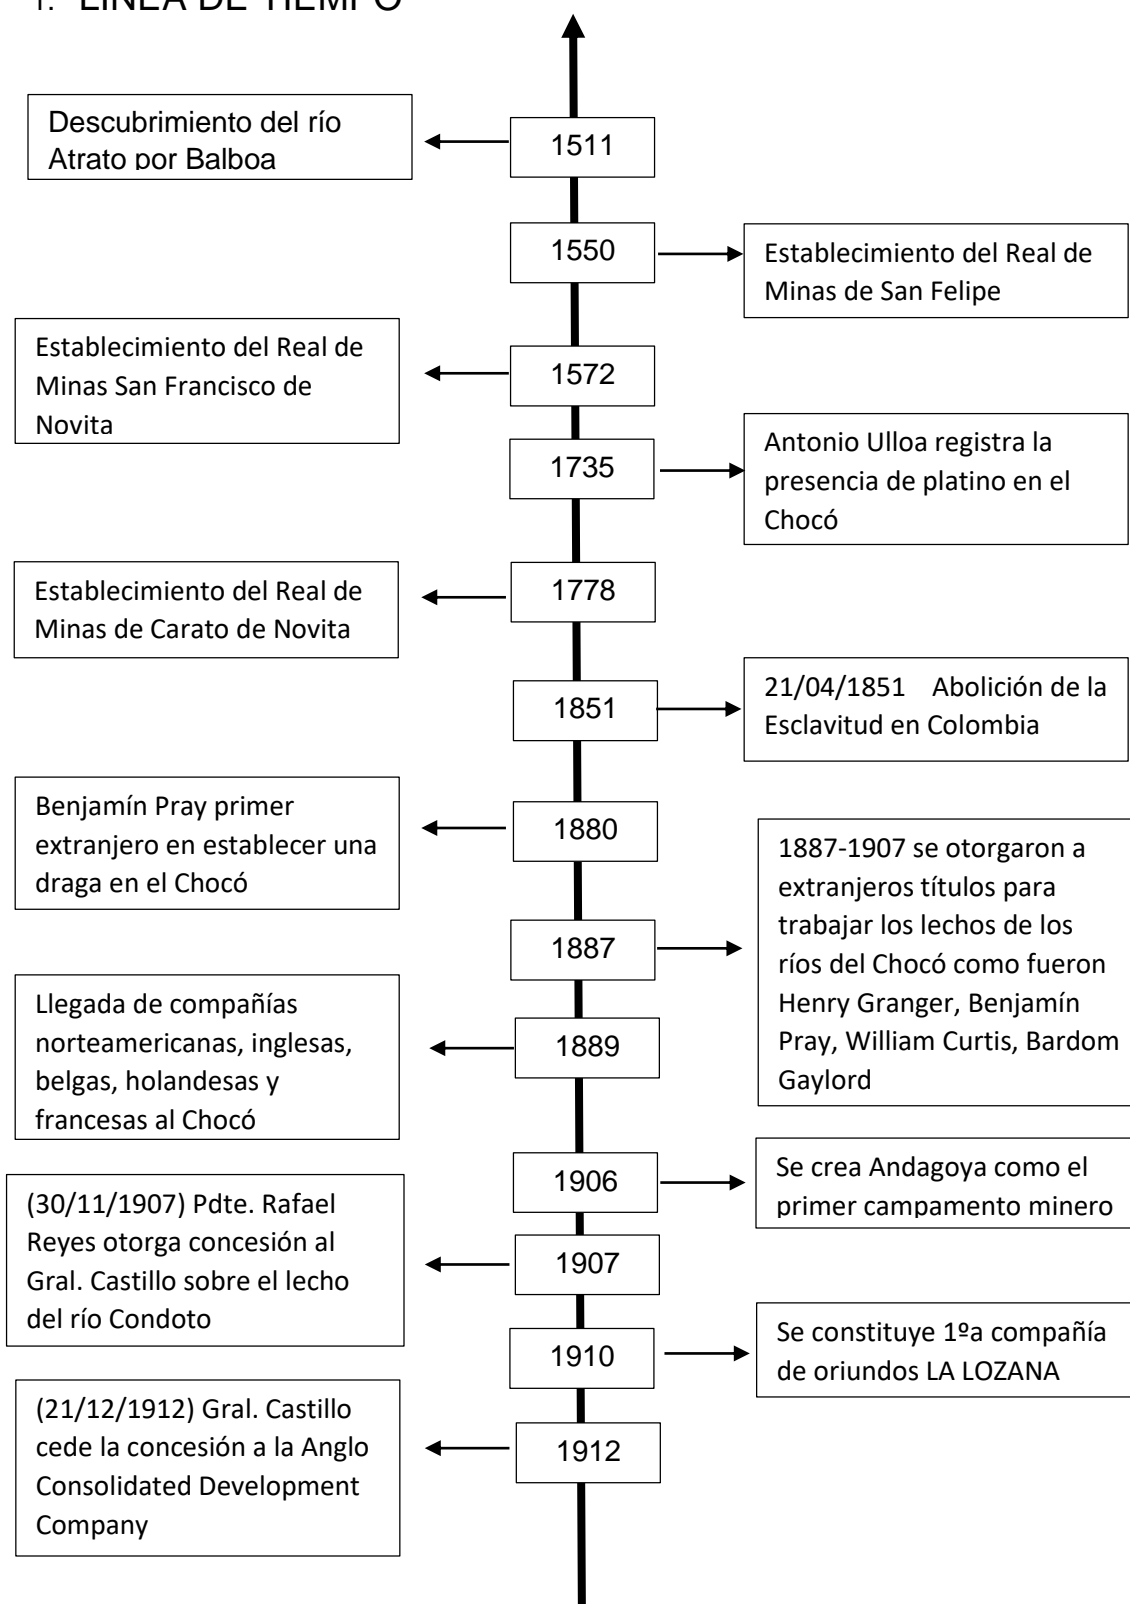 1. LÍNEA DE TIEMPO
Descubrimiento del río
Atrato por Balboa
1511
1550
Establecimiento del Real de
Minas de San Felipe
Establecimiento del Real de
Minas San Francisco de
Novita
1572
1735
Antonio Ulloa registra la
presencia de platino en el
Chocó
Establecimiento del Real de
Minas de Carato de Novita
1778
1851
21/04/1851 Abolición de la
Esclavitud en Colombia
Benjamín Pray primer
extranjero en establecer una
draga en el Chocó
1880
1887
1887-1907 se otorgaron a
extranjeros títulos para
trabajar los lechos de los
ríos del Chocó como fueron
Henry Granger, Benjamín
Pray, William Curtis, Bardom
Gaylord
Llegada de compañías
norteamericanas, inglesas,
belgas, holandesas y
francesas al Chocó
1889
1906
Se crea Andagoya como el
primer campamento minero
(30/11/1907) Pdte. Rafael
Reyes otorga concesión al
Gral. Castillo sobre el lecho
del río Condoto
1907
1910
Se constituye 1ºa compañía
de oriundos LA LOZANA
(21/12/1912) Gral. Castillo
cede la concesión a la Anglo
Consolidated Development
Company
1912